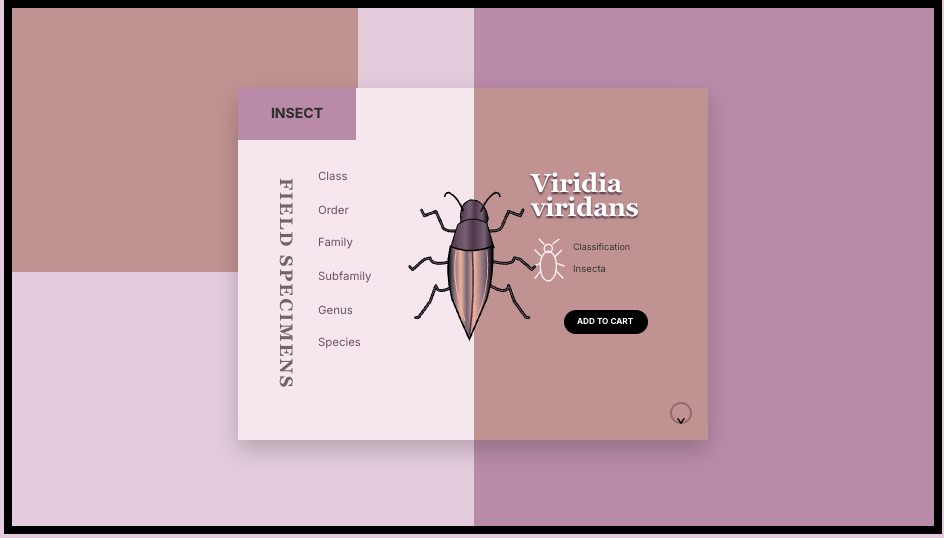 INSECT
FIELD SPECIMENS
Class
Order
Family
Subfamily
Genus
Species
Viridia
viridans
Classification
Insecta
ADD TO CART